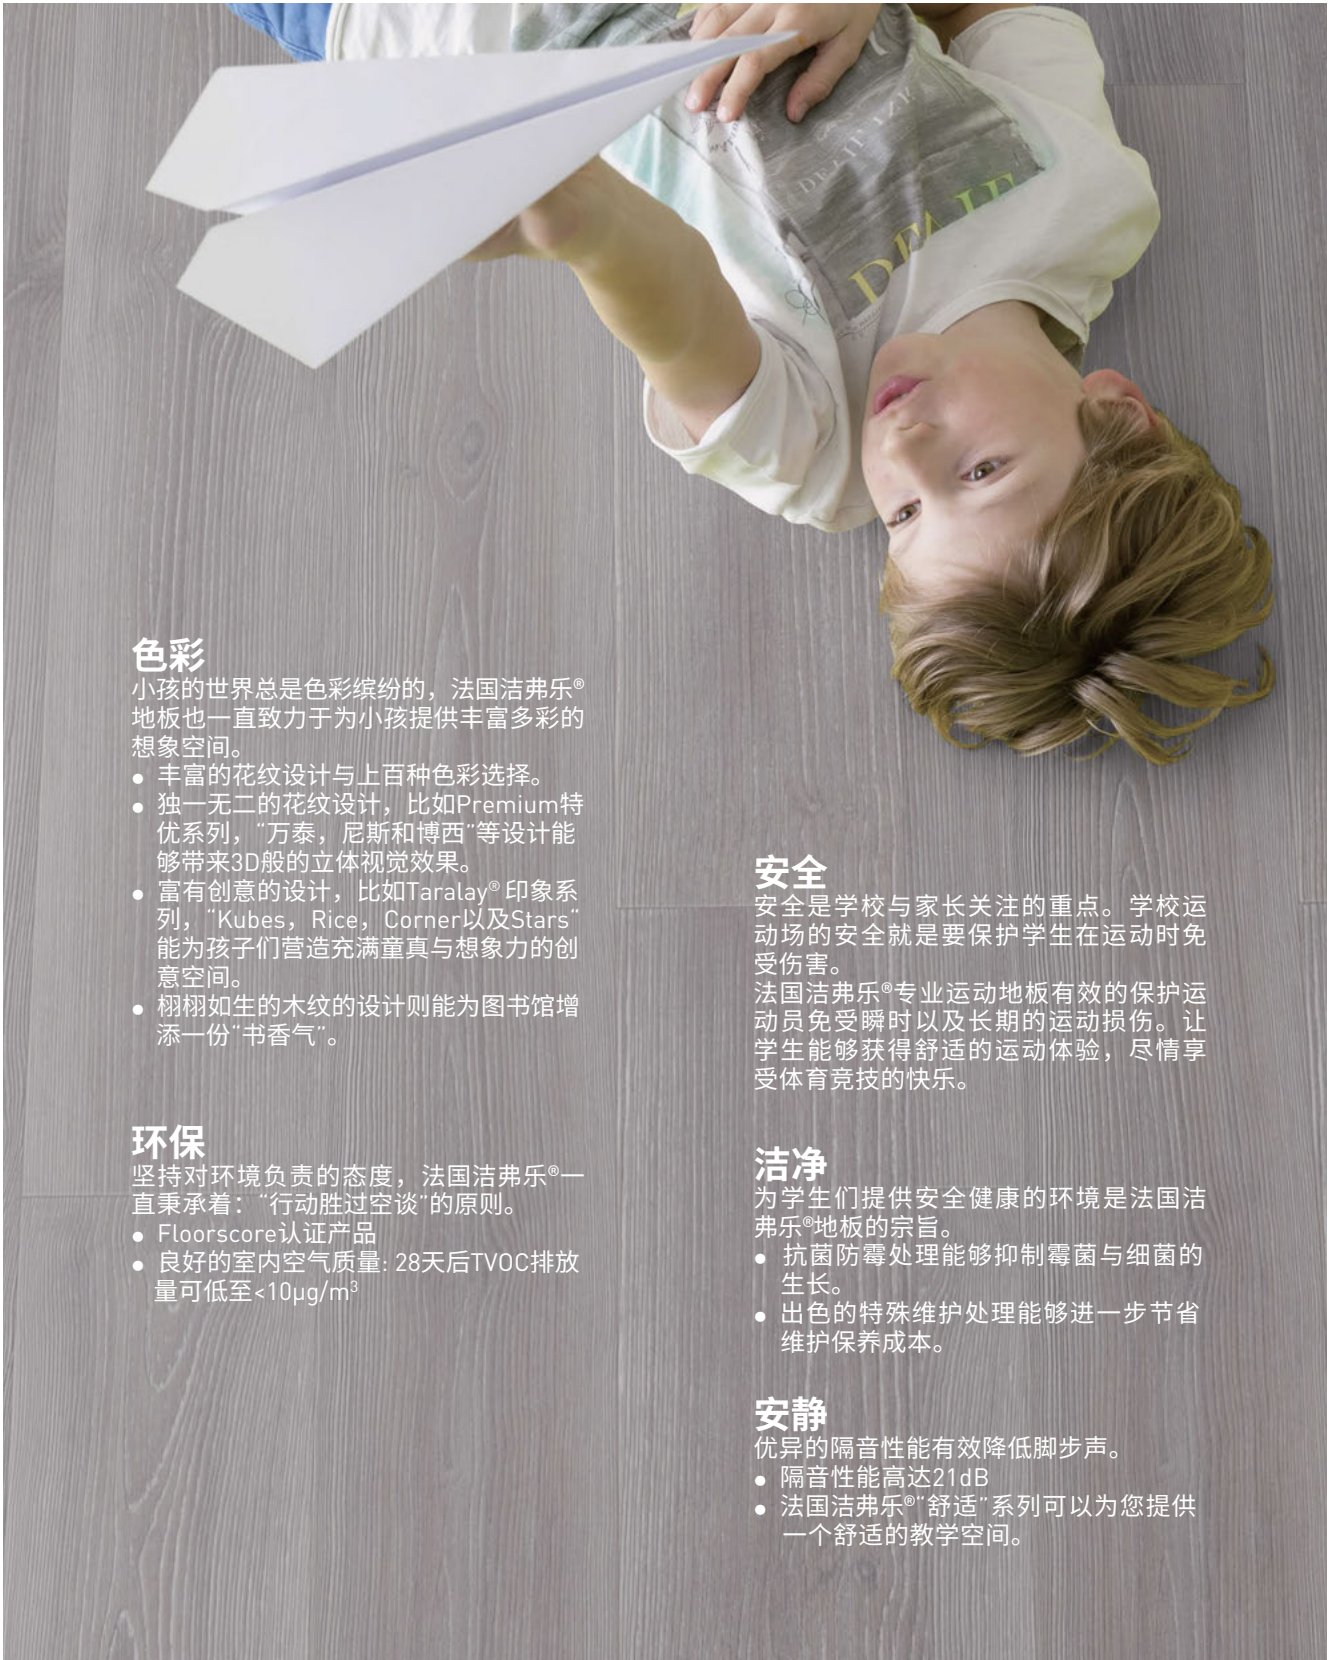 DEALTE
色彩
小孩的世界总是色彩缤纷的，法国洁弗乐®
地板也一直致力于为小孩提供丰富多彩的
想象空间。
● 丰富的花纹设计与上百种色彩选择。
● 独一无二的花纹设计，比如Premium特
优系列，“万泰，尼斯和博西”等设计能
够带来3D般的立体视觉效果。
● 富有创意的设计，比如Taralay® 印象系
列，“Kubes，Rice，Corner以及Stars“
能为孩子们营造充满童真与想象力的创
意空间。
● 栩栩如生的木纹的设计则能为图书馆增
添一份“书香气”。
环保
坚持对环境负责的态度，法国洁弗乐®一
直秉承着：“行动胜过空谈”的原则。
● Floorscore认证产品
● 良好的室内空气质量: 28天后TVOC排放
量可低至<10µg/m³
安全
安全是学校与家长关注的重点。学校运
动场的安全就是要保护学生在运动时免
受伤害。
法国洁弗乐®专业运动地板有效的保护运
动员免受瞬时以及长期的运动损伤。让
学生能够获得舒适的运动体验，尽情享
受体育竞技的快乐。
洁净
为学生们提供安全健康的环境是法国洁
弗乐®地板的宗旨。
● 抗菌防霉处理能够抑制霉菌与细菌的
生长。
● 出色的特殊维护处理能够进一步节省
维护保养成本。
安静
优异的隔音性能有效降低脚步声。
● 隔音性能高达21dB
● 法国洁弗乐®“舒适”系列可以为您提供
一个舒适的教学空间。